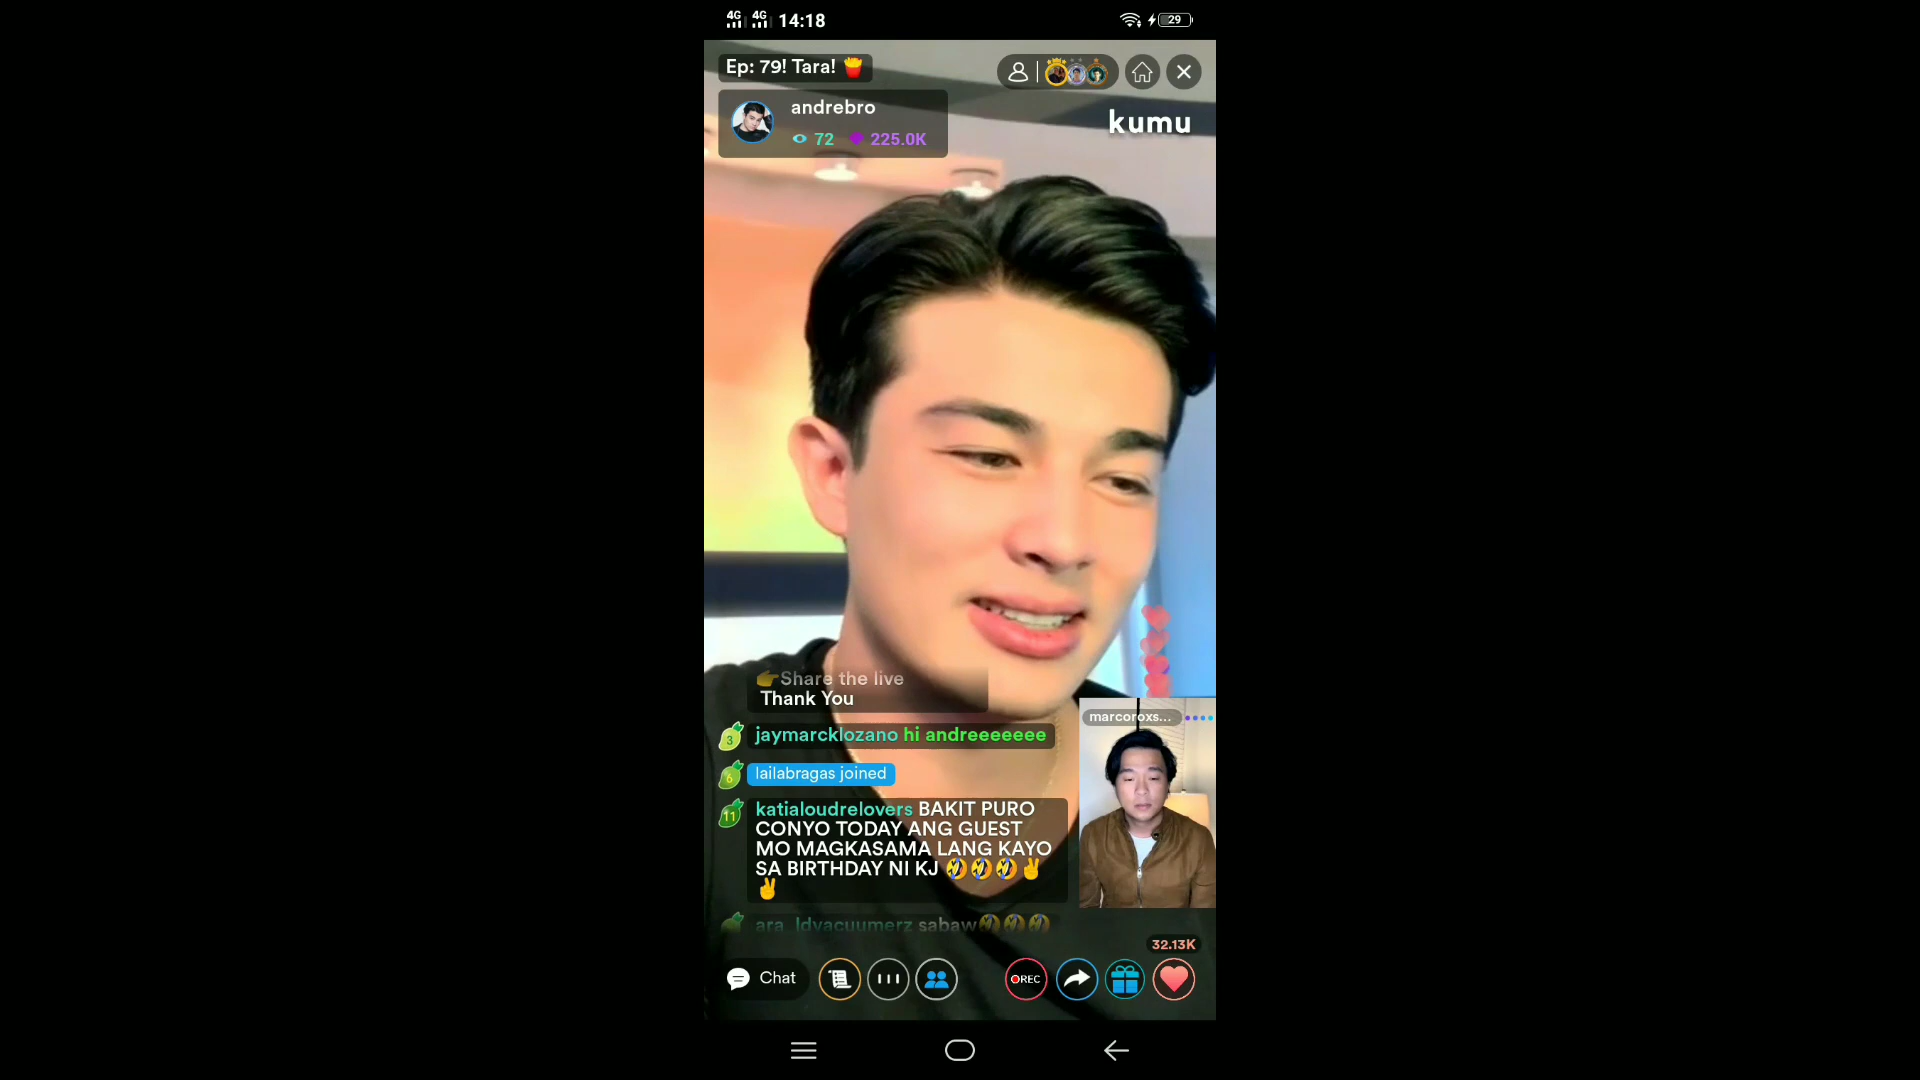 4G 4G 14:18 29
Ep: 79! Tara!
andrebro
72 225.0K
kumu
👉Share the live
Thank You
marcoroxs...
3 jaymarcklozano hi andreeeeeee
6 lailabragas joined
11 katialoudrelovers BAKIT PURO
CONYO TODAY ANG GUEST
MO MAGKASAMA LANG KAYO
SA BIRTHDAY NI KJ 🤣🤣🤣✌
✌
ara_ldvacuumerz sabaw🤣🤣🤣
32.13K
Chat
REC